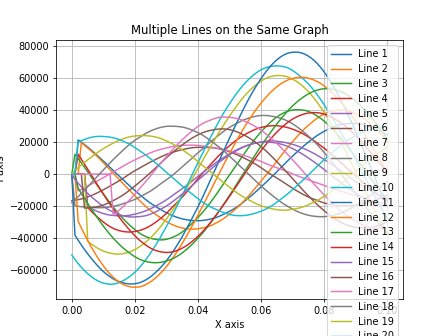 Multiple Lines on the Same Graph
80000
60000
40000
20000
0
−20000
−40000
−60000
0.00
0.02
0.04
0.06
X axis
Line 1
Line 2
Line 3
Line 4
Line 5
Line 6
Line 7
Line 8
Line 9
Line 10
Line 11
Line 12
Line 13
Line 14
Line 15
Line 16
Line 17
Line 18
Line 19